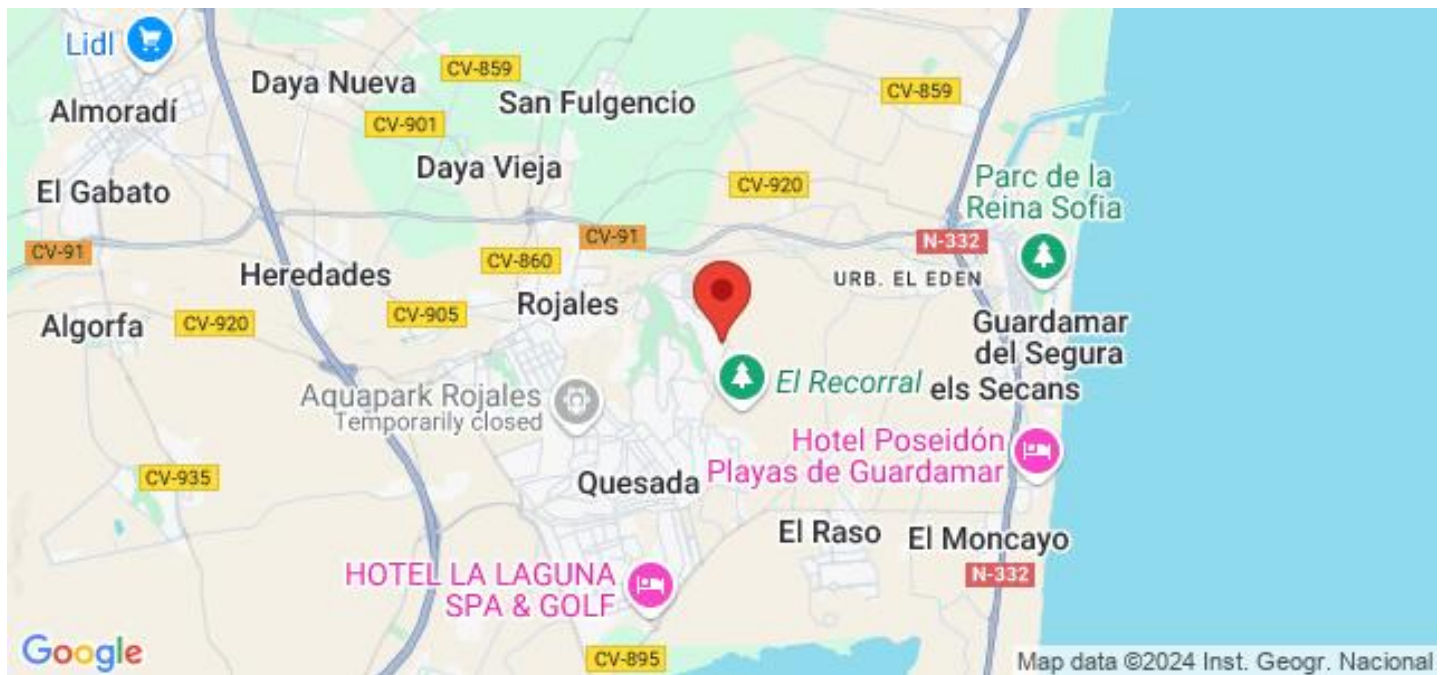 Lidl
CV-859
Daya Nueva
San Fulgencio
CV-859
Almoradí
CV-901
Daya Vieja
Parc de la
Reina Sofia
El Gabato
CV-920
CV-91
CV-91
N-332
CV-860
Heredades
URB. EL EDEN
Rojales
Algorfa
CV-920
CV-905
Guardamar
del Segura
Aquapark Rojales
Temporarily closed
El Recorral
els Secans
Hotel Poseidón
Playas de Guardamar
CV-935
Quesada
El Raso
El Moncayo
HOTEL LA LAGUNA
SPA & GOLF
N-332
Google
CV-895
Map data ©2024 Inst. Geogr. Nacional